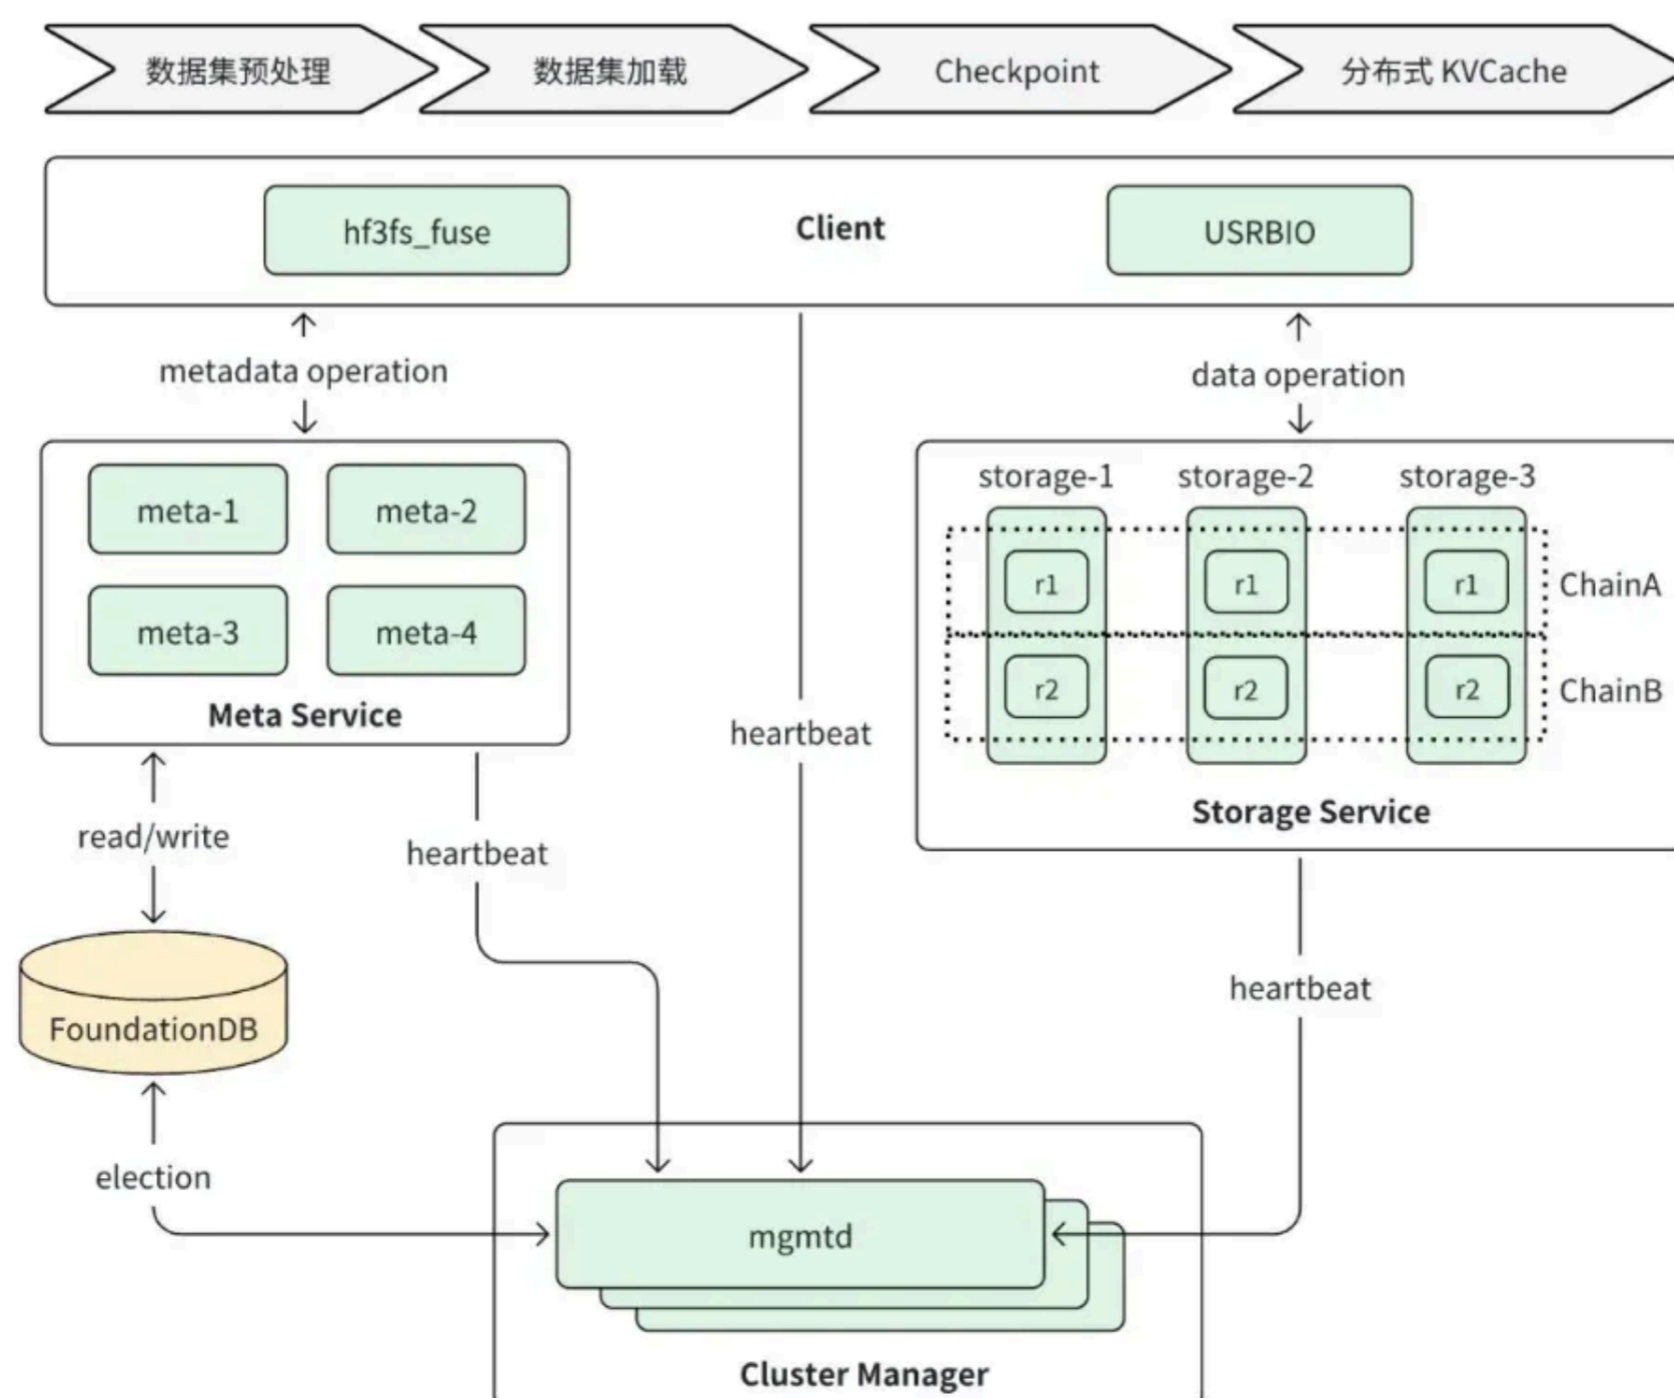 数据集预处理
数据集加载
Checkpoint
分布式 KVCache
hf3fs_fuse
Client
USRBIO
metadata operation
data operation
meta-1
meta-2
meta-3
meta-4
Meta Service
storage-1
storage-2
storage-3
r1
r1
r1
ChainA
r2
r2
r2
ChainB
Storage Service
heartbeat
read/write
heartbeat
heartbeat
FoundationDB
election
mgmtd
Cluster Manager